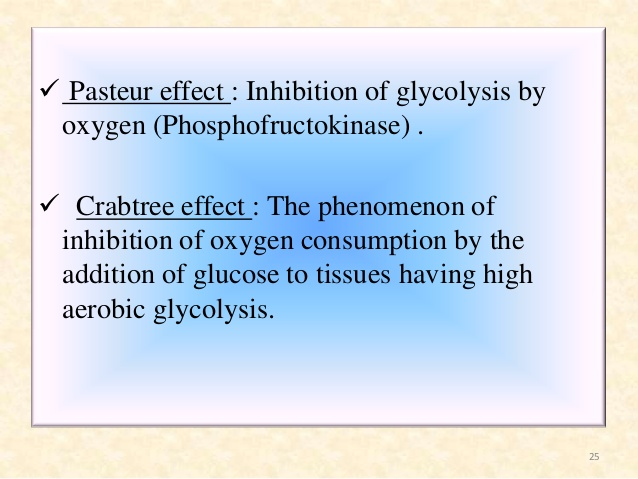 ✓ Pasteur effect : Inhibition of glycolysis by
oxygen (Phosphofructokinase) .
✓ Crabtree effect : The phenomenon of
inhibition of oxygen consumption by the
addition of glucose to tissues having high
aerobic glycolysis.
25